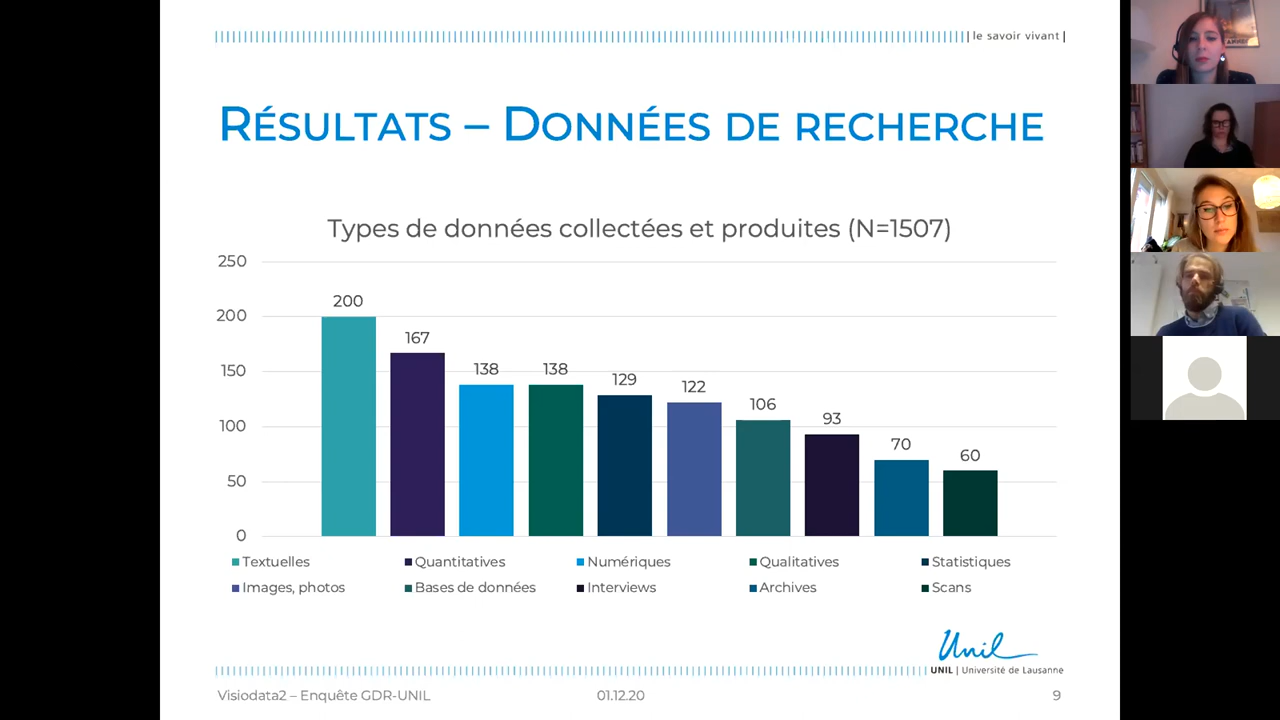 le savoir vivant
RÉSULTATS – DONNÉES DE RECHERCHE
Types de données collectées et produites (N=1507)
250
200
150
100
50
0
200
167
138
138
129
122
106
93
70
60
Textuelles
Quantitatives
Numériques
Qualitatives
Statistiques
Images, photos
Bases de données
Interviews
Archives
Scans
Unil
UNIL | Université de Lausanne
Visiodata2 – Enquête GDR-UNIL
01.12.20
9